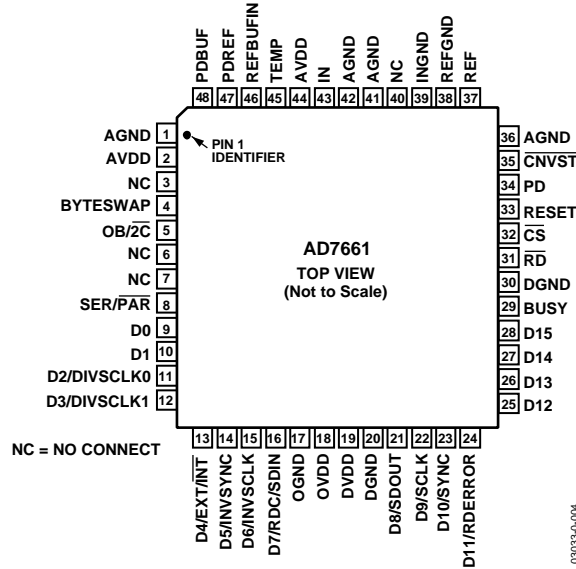 PDBUF
PDREF
REFBUFIN
TEMP
AVDD
IN
AGND
AGND
NC
INGND
REFGND
REF
48 47 46 45 44 43 42 41 40 39 38 37
AGND 1
AVDD 2
NC 3
BYTESWAP 4
OB/2C̅ 5
NC 6
NC 7
SER/P̅A̅R̅ 8
D0 9
D1 10
D2/DIVSCLK0 11
D3/DIVSCLK1 12
PIN 1
IDENTIFIER
AD7661
TOP VIEW
(Not to Scale)
36 AGND
35 C̅N̅V̅S̅T̅
34 PD
33 RESET
32 C̅S̅
31 R̅D̅
30 DGND
29 BUSY
28 D15
27 D14
26 D13
25 D12
NC = NO CONNECT
13 14 15 16 17 18 19 20 21 22 23 24
D4/EXT/I̅N̅T̅
D5/INVSYNC
D6/INVSCLK
D7/RDC/SDIN
OGND
OVDD
DVDD
DGND
D8/SDOUT
D9/SCLK
D10/SYNC
D11/RDERROR
03033-0-004